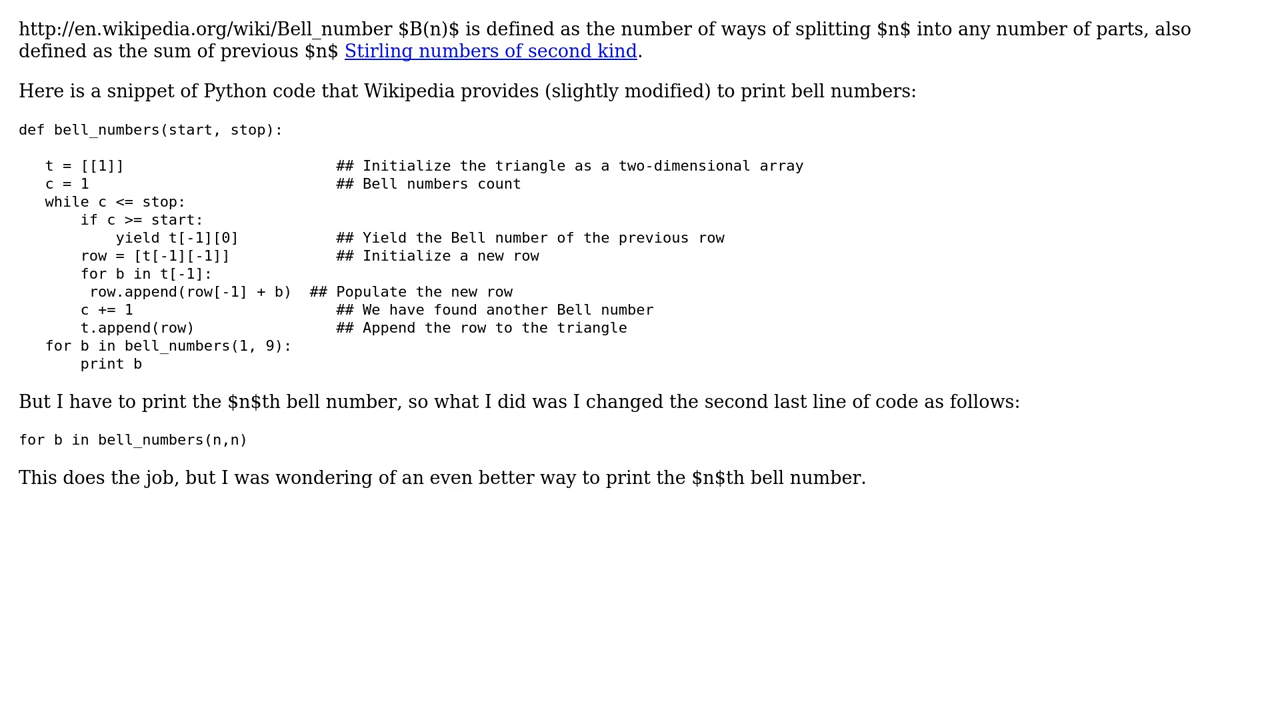 http://en.wikipedia.org/wiki/Bell_number $B(n)$ is defined as the number of ways of splitting $n$ into any number of parts, also
defined as the sum of previous $n$ Stirling numbers of second kind.
Here is a snippet of Python code that Wikipedia provides (slightly modified) to print bell numbers:
def bell_numbers(start, stop):
   t = [[1]]                        ## Initialize the triangle as a two-dimensional array
   c = 1                            ## Bell numbers count
   while c <= stop:
       if c >= start:
           yield t[-1][0]           ## Yield the Bell number of the previous row
       row = [t[-1][-1]]            ## Initialize a new row
       for b in t[-1]:
        row.append(row[-1] + b)  ## Populate the new row
       c += 1                       ## We have found another Bell number
       t.append(row)                ## Append the row to the triangle
   for b in bell_numbers(1, 9):
       print b
But I have to print the $n$th bell number, so what I did was I changed the second last line of code as follows:
for b in bell_numbers(n,n)
This does the job, but I was wondering of an even better way to print the $n$th bell number.